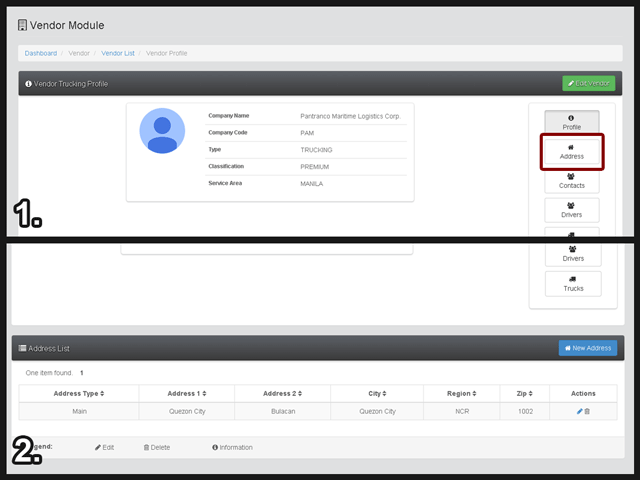 Vendor Module
Dashboard / Vendor / Vendor List / Vendor Profile
Vendor Trucking Profile
Edit Vendor
Company Name Pantranco Maritime Logistics Corp.
Company Code PAM
Type TRUCKING
Classification PREMIUM
Service Area MANILA
Profile
Address
Contacts
Drivers
1.
Drivers
Trucks
Address List
New Address
One item found. 1
Address Type Address 1 Address 2 City Region Zip Actions
Main Quezon City Bulacan Quezon City NCR 1002
Edit Delete Information
2.